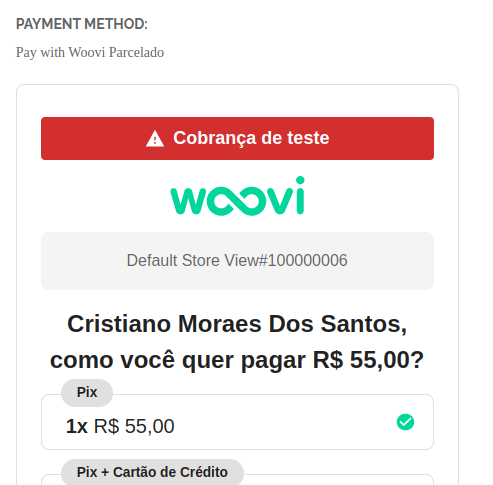 PAYMENT METHOD:
Pay with Woovi Parcelado
Cobrança de teste
woovi
Default Store View#100000006
Cristiano Moraes Dos Santos,
como você quer pagar R$ 55,00?
Pix
1x R$ 55,00
Pix + Cartão de Crédito